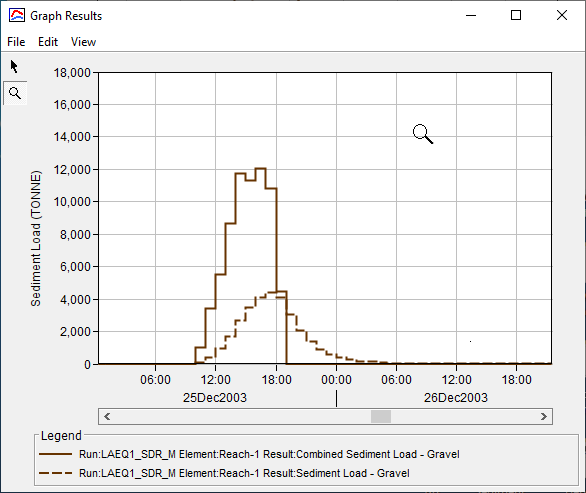 Graph Results
File Edit View
18,000
16,000
14,000
12,000
10,000
8,000
6,000
4,000
2,000
0
Sediment Load (TONNE)
06:00 12:00 18:00 00:00 06:00 12:00 18:00
25Dec2003 26Dec2003
Legend
Run:LAEQ1_SDR_M Element:Reach-1 Result:Combined Sediment Load - Gravel
Run:LAEQ1_SDR_M Element:Reach-1 Result:Sediment Load - Gravel